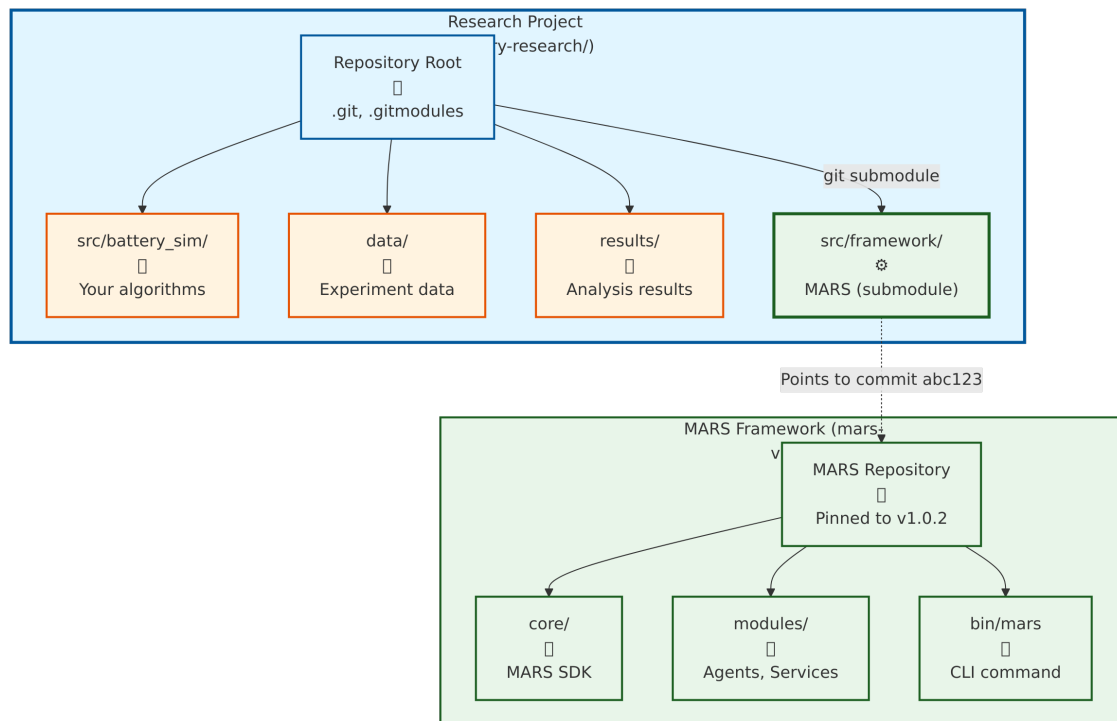 Research Project
y-research/)
Repository Root
.git, .gitmodules
git submodule
src/battery_sim/
Your algorithms
data/
Experiment data
results/
Analysis results
src/framework/
⚙
MARS (submodule)
Points to commit abc123
MARS Framework (mars-
v
MARS Repository
Pinned to v1.0.2
core/
MARS SDK
modules/
Agents, Services
bin/mars
CLI command